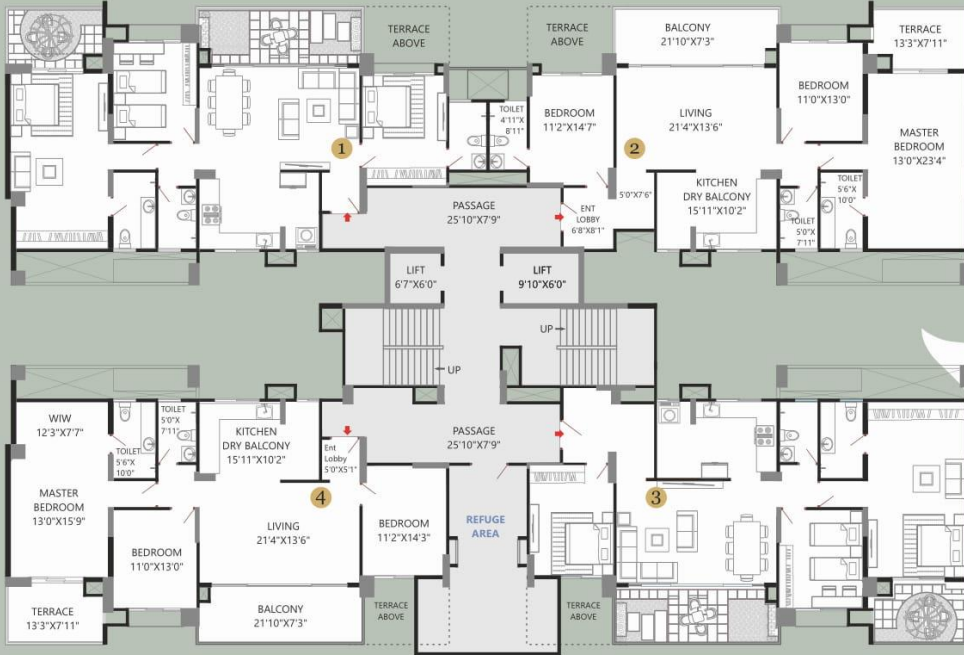 TERRACE
ABOVE
TERRACE
ABOVE
BALCONY
21'10"X7'3"
TERRACE
13'3"X7'11"
BEDROOM
11'0"X13'0"
TOILET
4'11"X
8'11"
BEDROOM
11'2"X14'7"
LIVING
21'4"X13'6"
MASTER
BEDROOM
13'0"X23'4"
1
2
KITCHEN
DRY BALCONY
15'11"X10'2"
TOILET
5'6"X
10'0"
5'0"X7'6"
PASSAGE
25'10"X7'9"
ENT
LOBBY
6'8"X8'1"
TOILET
5'0"X
7'11"
LIFT
6'7"X6'0"
LIFT
9'10"X6'0"
UP
UP
WIW
12'3"X7'7"
TOILET
5'0"X
7'11"
KITCHEN
DRY BALCONY
15'11"X10'2"
PASSAGE
25'10"X7'9"
TOILET
5'6"X
10'0"
Ent
Lobby
5'0"X5'1"
MASTER
BEDROOM
13'0"X15'9"
4
3
LIVING
21'4"X13'6"
BEDROOM
11'2"X14'3"
REFUGE
AREA
BEDROOM
11'0"X13'0"
TERRACE
13'3"X7'11"
BALCONY
21'10"X7'3"
TERRACE
ABOVE
TERRACE
ABOVE